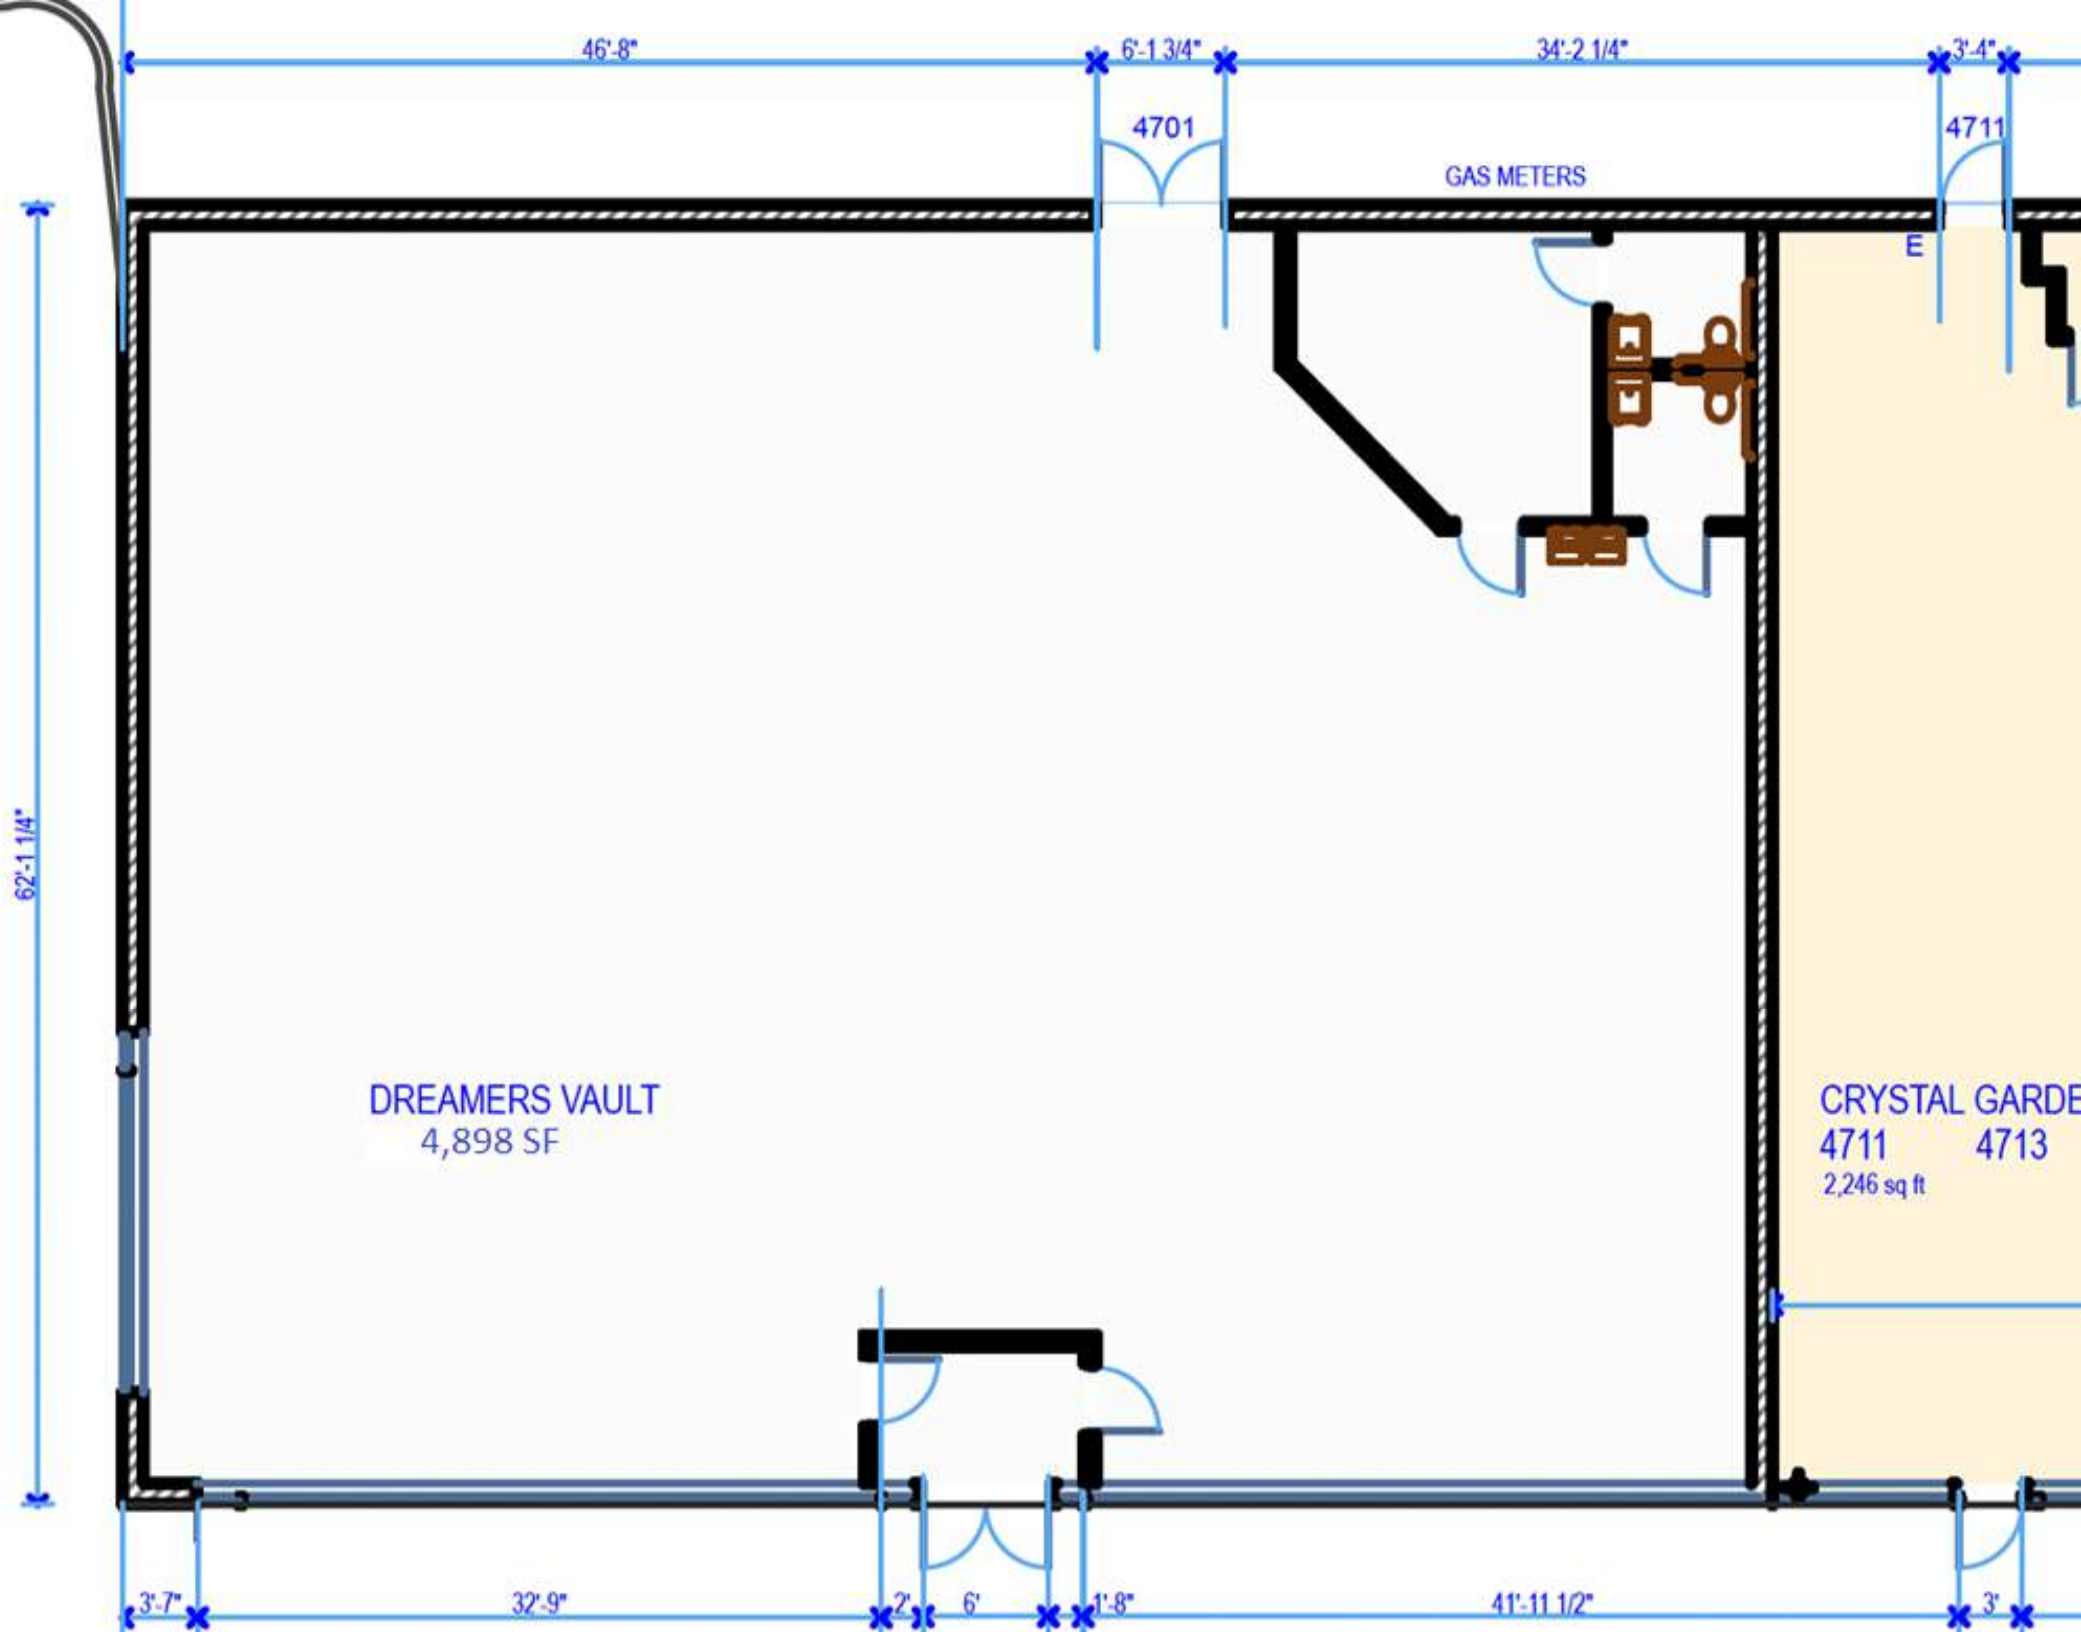 46'-8"
6'-1 3/4"
34'-2 1/4"
3'-4"
4701
4711
GAS METERS
E
62'-1 1/4"
DREAMERS VAULT
4,898 SF
CRYSTAL GARDE
4711 4713
2,246 sq ft
3'-7"
32'-9"
2'
6'
1'-8"
41'-11 1/2"
3'